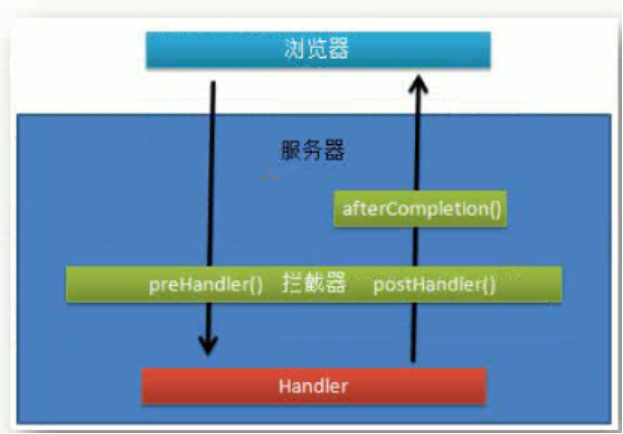 浏览器
服务器
afterCompletion()
preHandler() 拦截器 postHandler()
Handler